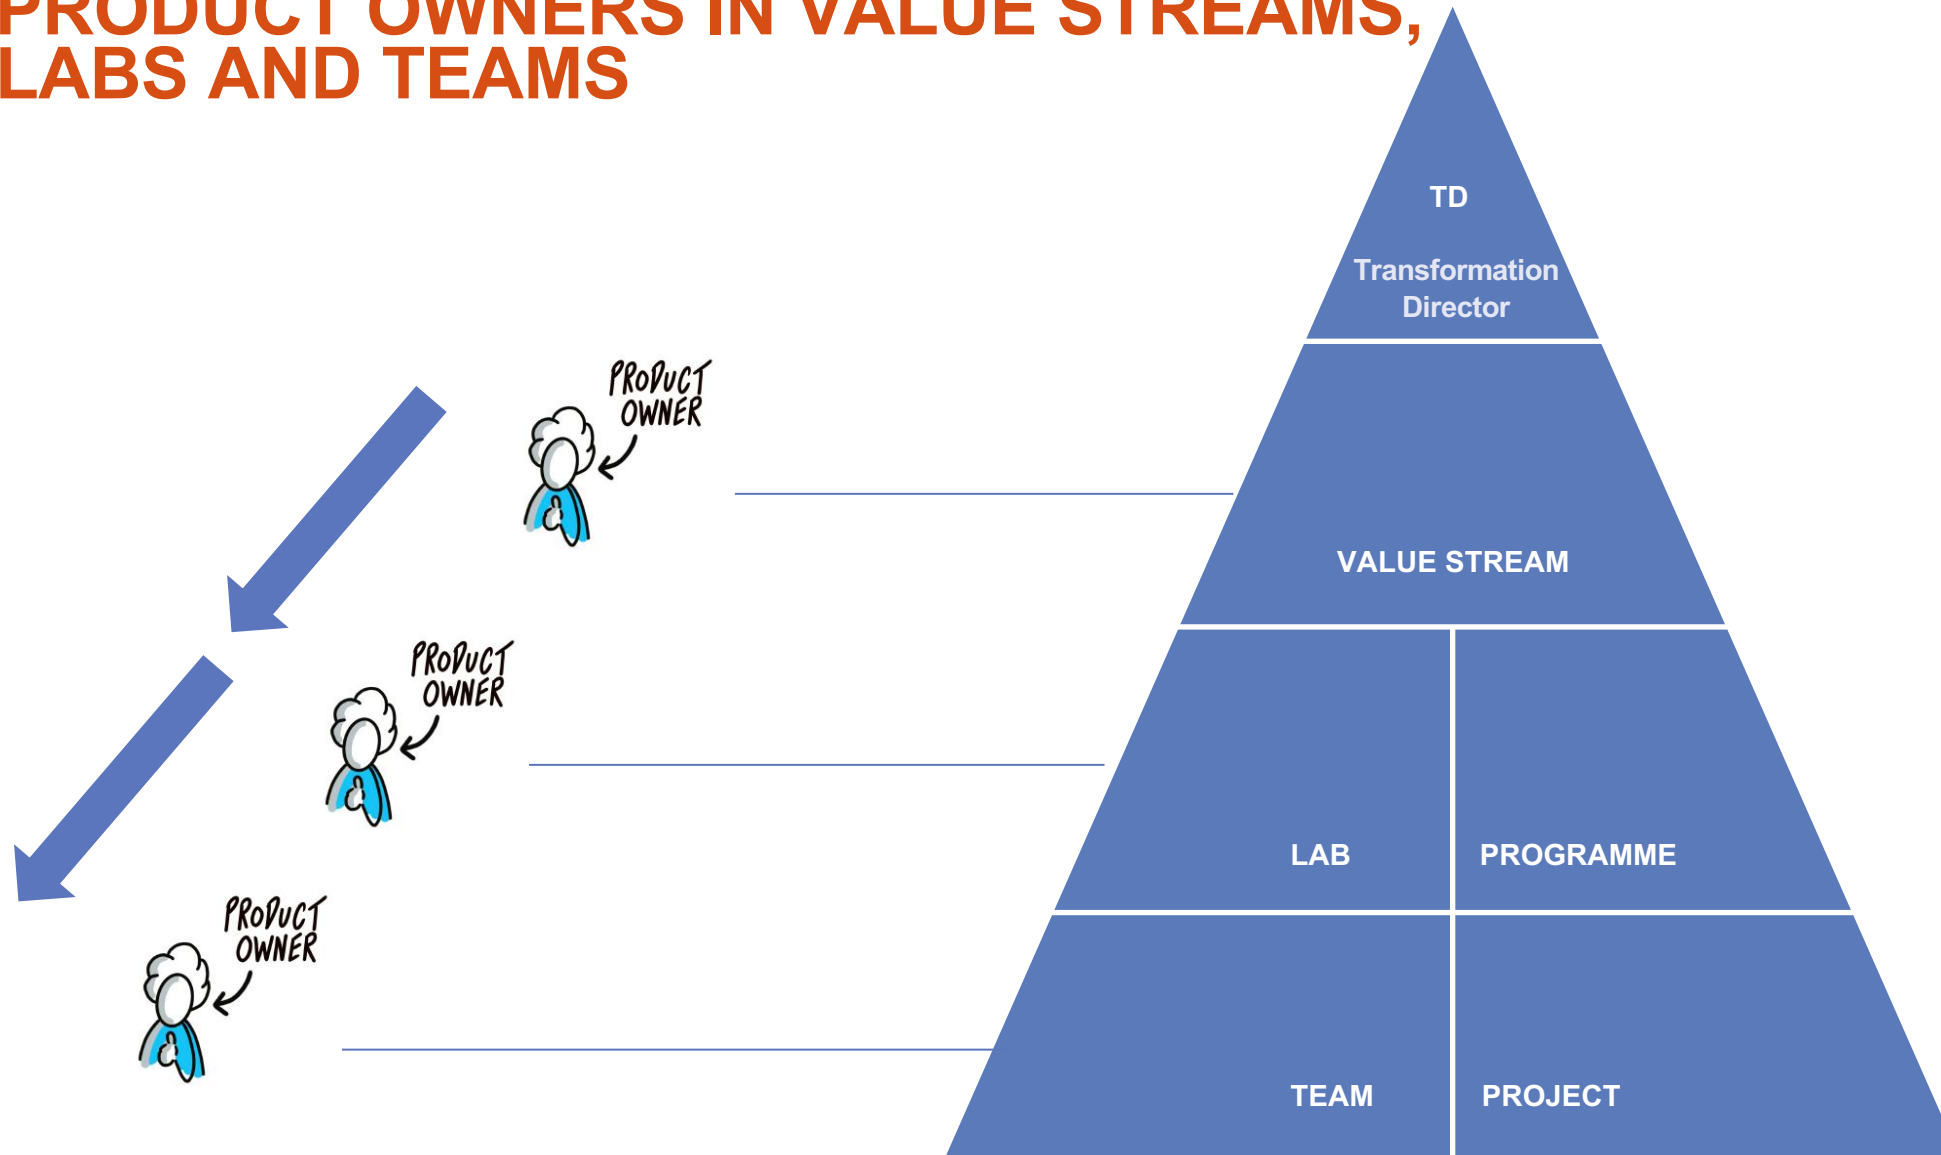 PRODUCT OWNERS IN VALUE STREAMS,
LABS AND TEAMS
TD
Transformation
Director
PRODUCT
OWNER
VALUE STREAM
PRODUCT
OWNER
LAB
PROGRAMME
PRODUCT
OWNER
TEAM
PROJECT